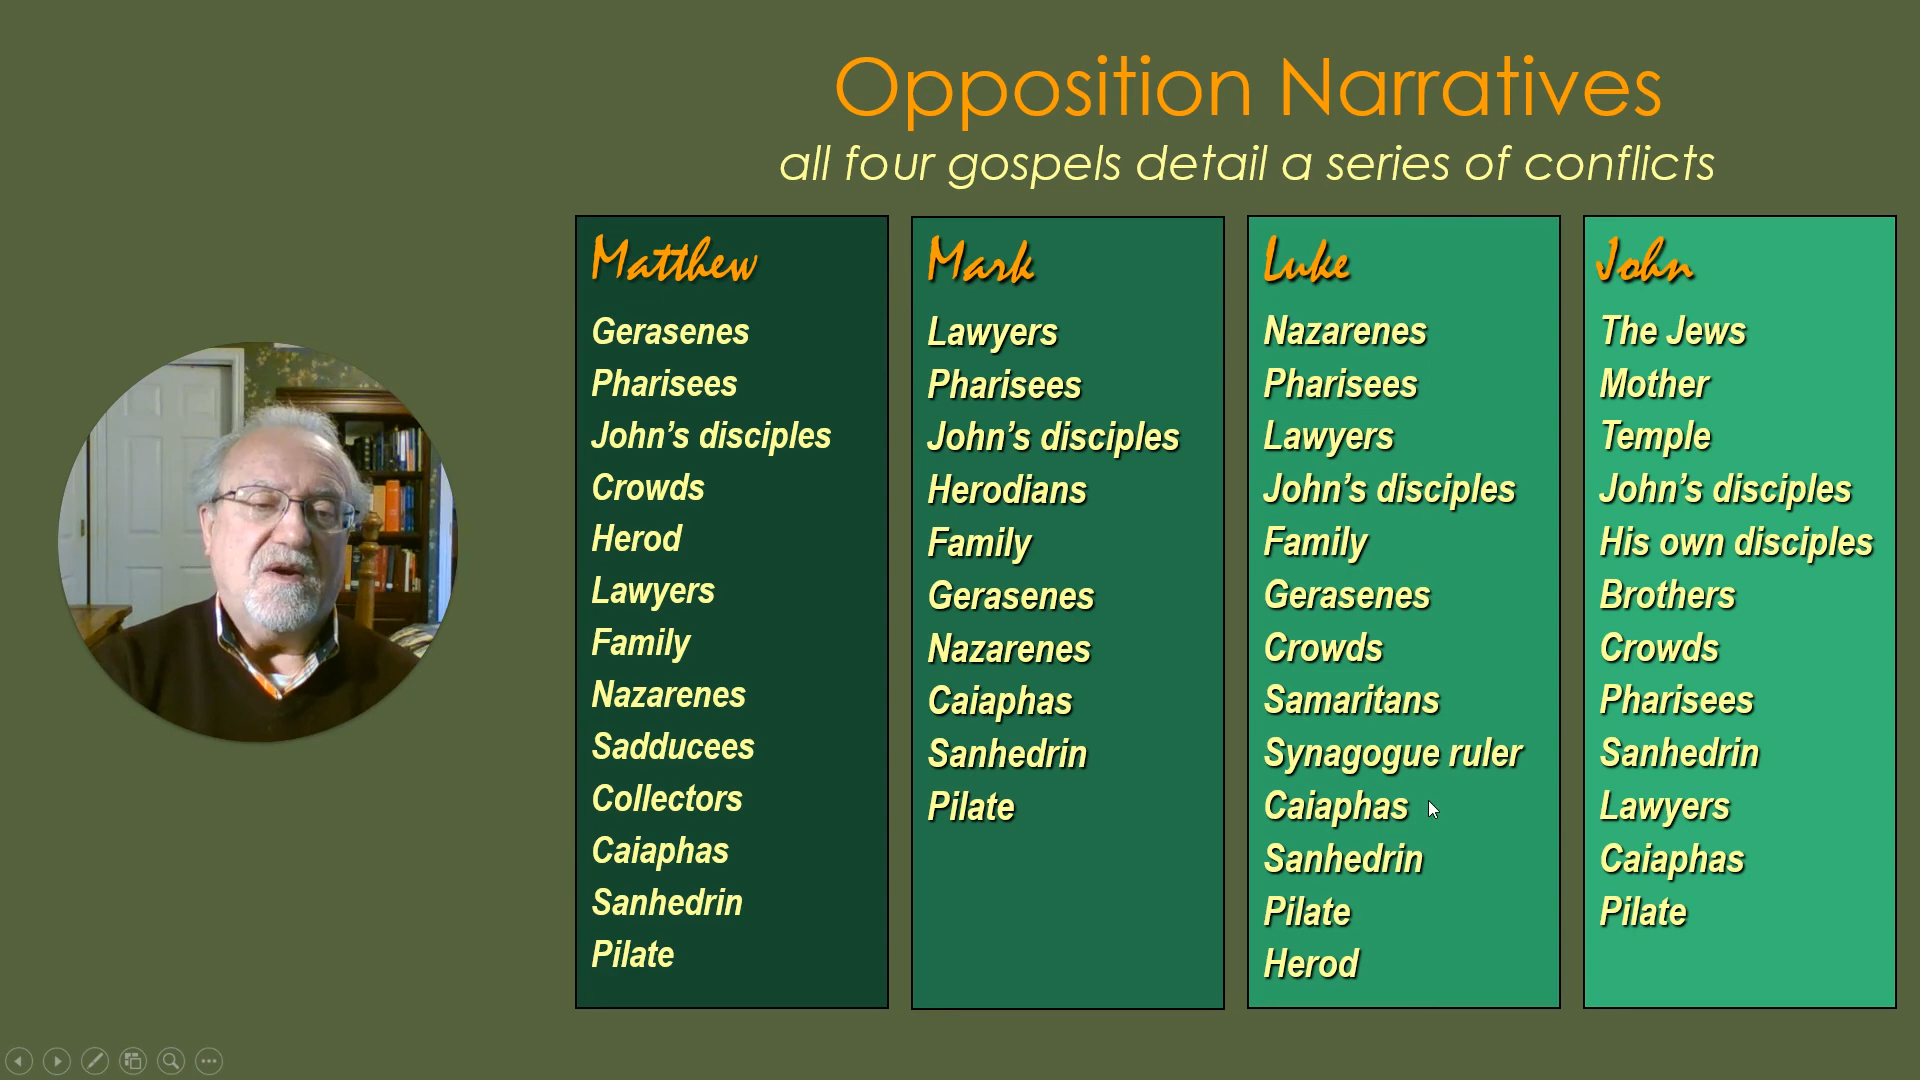 Opposition Narratives
all four gospels detail a series of conflicts
Matthew
Gerasenes
Pharisees
John's disciples
Crowds
Herod
Lawyers
Family
Nazarenes
Sadducees
Collectors
Caiaphas
Sanhedrin
Pilate
Mark
Lawyers
Pharisees
John's disciples
Herodians
Family
Gerasenes
Nazarenes
Caiaphas
Sanhedrin
Pilate
Luke
Nazarenes
Pharisees
Lawyers
John's disciples
Family
Gerasenes
Crowds
Samaritans
Synagogue ruler
Caiaphas
Sanhedrin
Pilate
Herod
John
The Jews
Mother
Temple
John's disciples
His own disciples
Brothers
Crowds
Pharisees
Sanhedrin
Lawyers
Caiaphas
Pilate